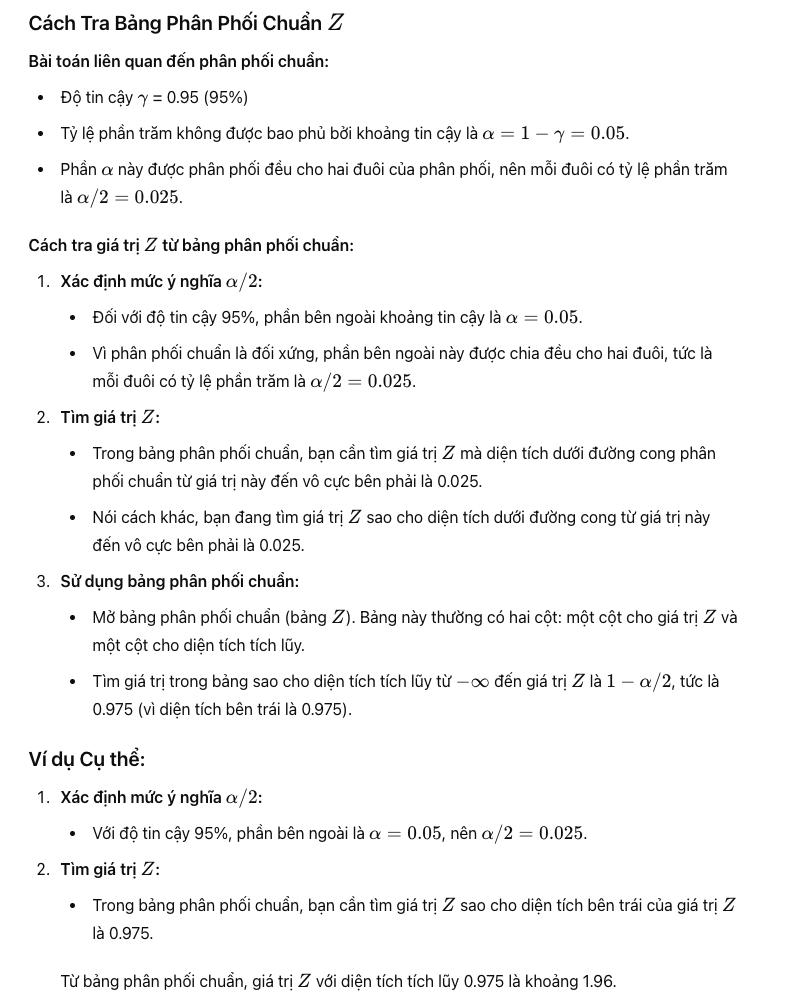 Cách Tra Bảng Phân Phối Chuẩn Z
Bài toán liên quan đến phân phối chuẩn:
• Độ tin cậy γ = 0.95 (95%)
• Tỷ lệ phần trăm không được bao phủ bởi khoảng tin cậy là α = 1 − γ = 0.05.
• Phần α này được phân phối đều cho hai đuôi của phân phối, nên mỗi đuôi có tỷ lệ phần trăm
là α/2 = 0.025.
Cách tra giá trị Z từ bảng phân phối chuẩn:
1. Xác định mức ý nghĩa α/2:
• Đối với độ tin cậy 95%, phần bên ngoài khoảng tin cậy là α = 0.05.
• Vì phân phối chuẩn là đối xứng, phần bên ngoài này được chia đều cho hai đuôi, tức là
mỗi đuôi có tỷ lệ phần trăm là α/2 = 0.025.
2. Tìm giá trị Z:
• Trong bảng phân phối chuẩn, bạn cần tìm giá trị Z mà diện tích dưới đường cong phân
phối chuẩn từ giá trị này đến vô cực bên phải là 0.025.
• Nói cách khác, bạn đang tìm giá trị Z sao cho diện tích dưới đường cong từ giá trị này
đến vô cực bên phải là 0.025.
3. Sử dụng bảng phân phối chuẩn:
• Mở bảng phân phối chuẩn (bảng Z). Bảng này thường có hai cột: một cột cho giá trị Z và
một cột cho diện tích tích lũy.
• Tìm giá trị trong bảng sao cho diện tích tích lũy từ −∞ đến giá trị Z là 1 − α/2, tức là
0.975 (vì diện tích bên trái là 0.975).
Ví dụ Cụ thể:
1. Xác định mức ý nghĩa α/2:
• Với độ tin cậy 95%, phần bên ngoài là α = 0.05, nên α/2 = 0.025.
2. Tìm giá trị Z:
• Trong bảng phân phối chuẩn, bạn cần tìm giá trị Z sao cho diện tích bên trái của giá trị Z
là 0.975.
Từ bảng phân phối chuẩn, giá trị Z với diện tích tích lũy 0.975 là khoảng 1.96.